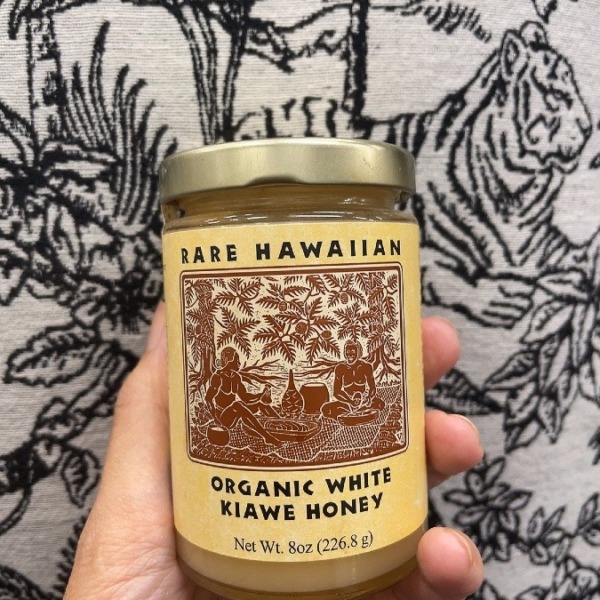 RARE HAWAIIAN
ORGANIC WHITE
KIAWE HONEY
Net Wt. 8oz (226.8 g)